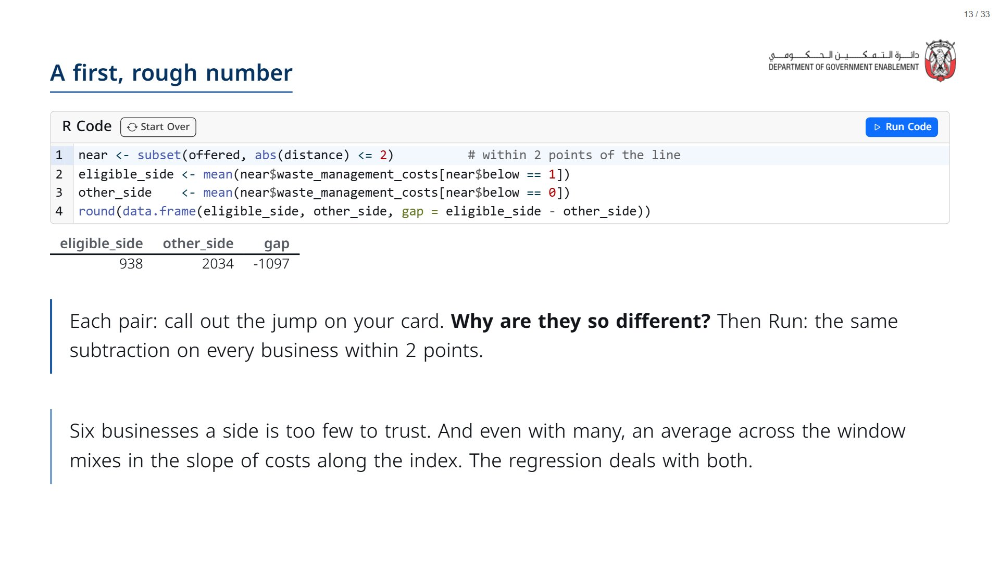 13 / 33
دائرة التمكين الحكومي
DEPARTMENT OF GOVERNMENT ENABLEMENT
A first, rough number
R Code Start Over Run Code
1 near <- subset(offered, abs(distance) <= 2)          # within 2 points of the line
2 eligible_side <- mean(near$waste_management_costs[near$below == 1])
3 other_side    <- mean(near$waste_management_costs[near$below == 0])
4 round(data.frame(eligible_side, other_side, gap = eligible_side - other_side))
eligible_side other_side gap
938 2034 -1097
Each pair: call out the jump on your card. Why are they so different? Then Run: the same
subtraction on every business within 2 points.
Six businesses a side is too few to trust. And even with many, an average across the window
mixes in the slope of costs along the index. The regression deals with both.